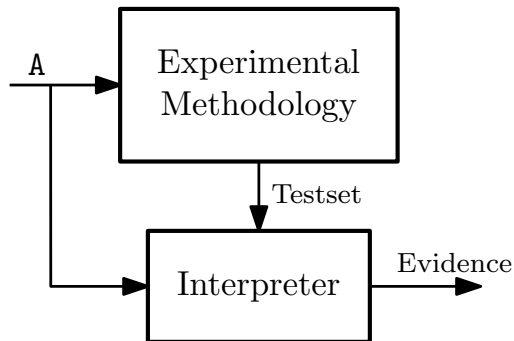 A
Experimental
Methodology
Testset
Interpreter
Evidence